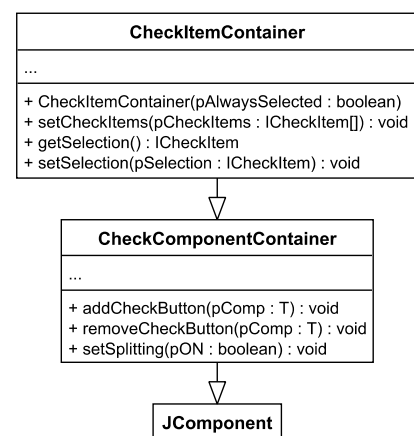 CheckItemContainer
...
+ CheckItemContainer(pAlwaysSelected : boolean)
+ setCheckItems(pCheckItems : ICheckItem[]) : void
+ getSelection() : ICheckItem
+ setSelection(pSelection : ICheckItem) : void
CheckComponentContainer
...
+ addCheckButton(pComp : T) : void
+ removeCheckButton(pComp : T) : void
+ setSplitting(pON : boolean) : void
JComponent